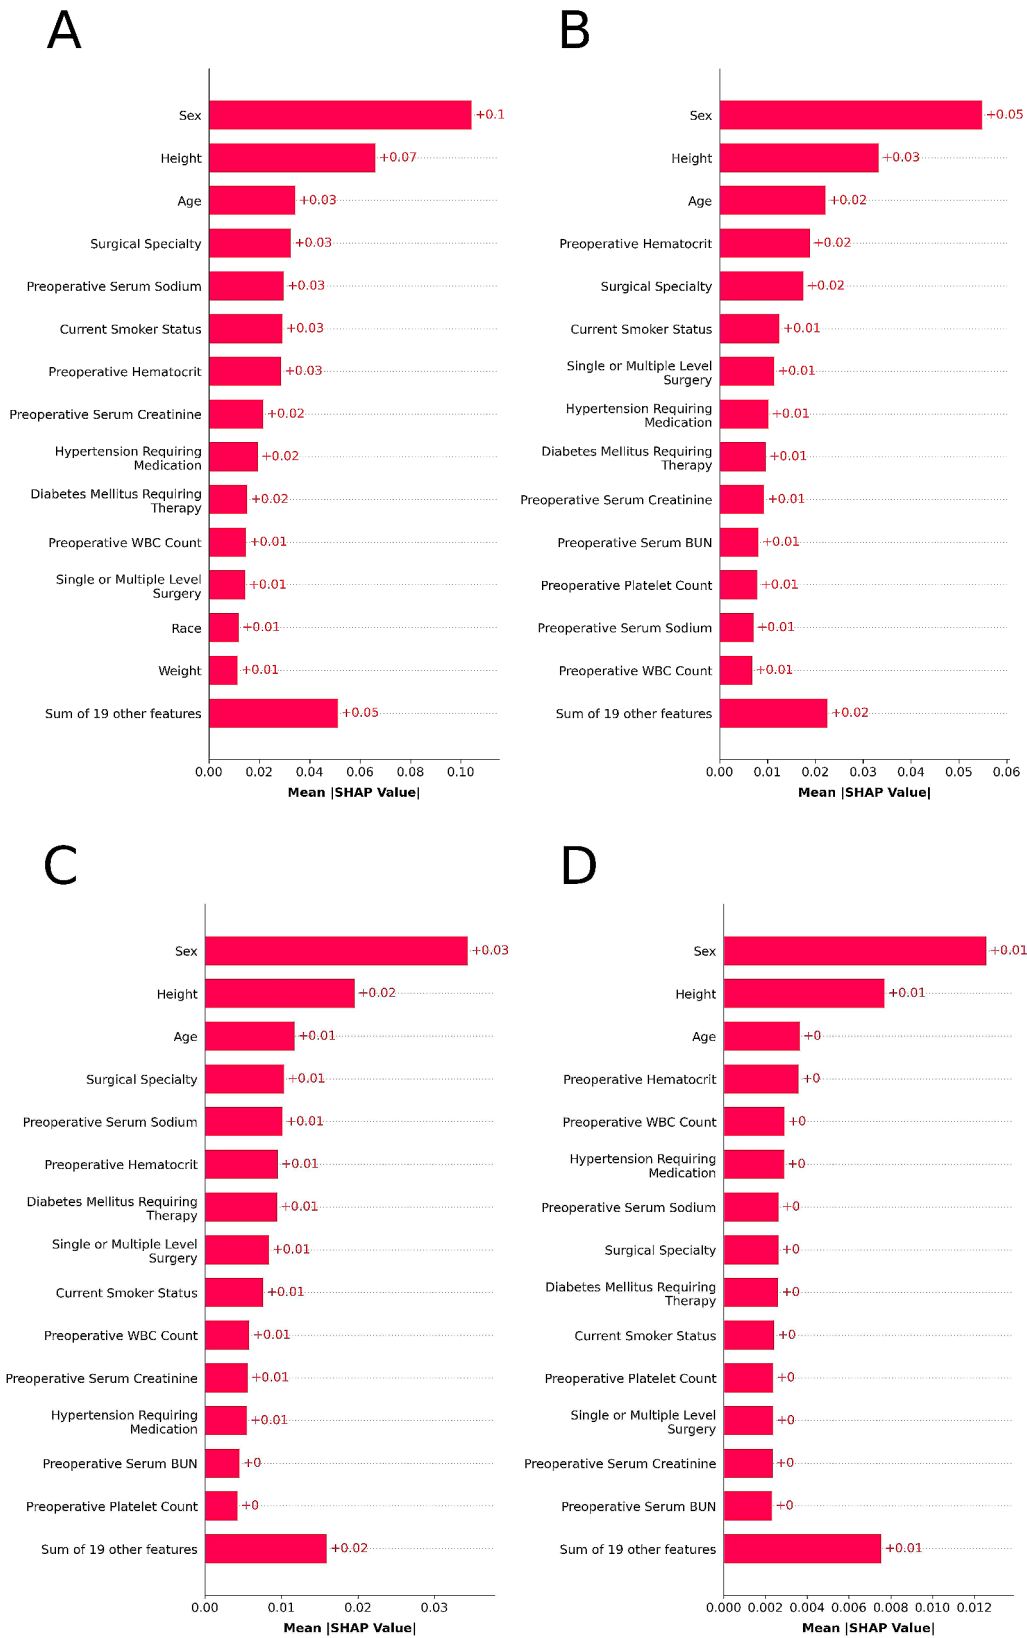 A
Sex
+0.1
Height
+0.07
Age
+0.03
Surgical Specialty
+0.03
Preoperative Serum Sodium
+0.03
Current Smoker Status
+0.03
Preoperative Hematocrit
+0.03
Preoperative Serum Creatinine
+0.02
Hypertension Requiring
Medication
+0.02
Diabetes Mellitus Requiring
Therapy
+0.02
Preoperative WBC Count
+0.01
Single or Multiple Level
Surgery
+0.01
Race
+0.01
Weight
+0.01
Sum of 19 other features
+0.05
0.00 0.02 0.04 0.06 0.08 0.10
Mean |SHAP Value|
B
Sex
+0.05
Height
+0.03
Age
+0.02
Preoperative Hematocrit
+0.02
Surgical Specialty
+0.02
Current Smoker Status
+0.01
Single or Multiple Level
Surgery
+0.01
Hypertension Requiring
Medication
+0.01
Diabetes Mellitus Requiring
Therapy
+0.01
Preoperative Serum Creatinine
+0.01
Preoperative Serum BUN
+0.01
Preoperative Platelet Count
+0.01
Preoperative Serum Sodium
+0.01
Preoperative WBC Count
+0.01
Sum of 19 other features
+0.02
0.00 0.01 0.02 0.03 0.04 0.05 0.06
Mean |SHAP Value|
C
Sex
+0.03
Height
+0.02
Age
+0.01
Surgical Specialty
+0.01
Preoperative Serum Sodium
+0.01
Preoperative Hematocrit
+0.01
Diabetes Mellitus Requiring
Therapy
+0.01
Single or Multiple Level
Surgery
+0.01
Current Smoker Status
+0.01
Preoperative WBC Count
+0.01
Preoperative Serum Creatinine
+0.01
Hypertension Requiring
Medication
+0.01
Preoperative Serum BUN
+0
Preoperative Platelet Count
+0
Sum of 19 other features
+0.02
0.00 0.01 0.02 0.03
Mean |SHAP Value|
D
Sex
+0.01
Height
+0.01
Age
+0
Preoperative Hematocrit
+0
Preoperative WBC Count
+0
Hypertension Requiring
Medication
+0
Preoperative Serum Sodium
+0
Surgical Specialty
+0
Diabetes Mellitus Requiring
Therapy
+0
Current Smoker Status
+0
Preoperative Platelet Count
+0
Single or Multiple Level
Surgery
+0
Preoperative Serum Creatinine
+0
Preoperative Serum BUN
+0
Sum of 19 other features
+0.01
0.000 0.002 0.004 0.006 0.008 0.010 0.012
Mean |SHAP Value|